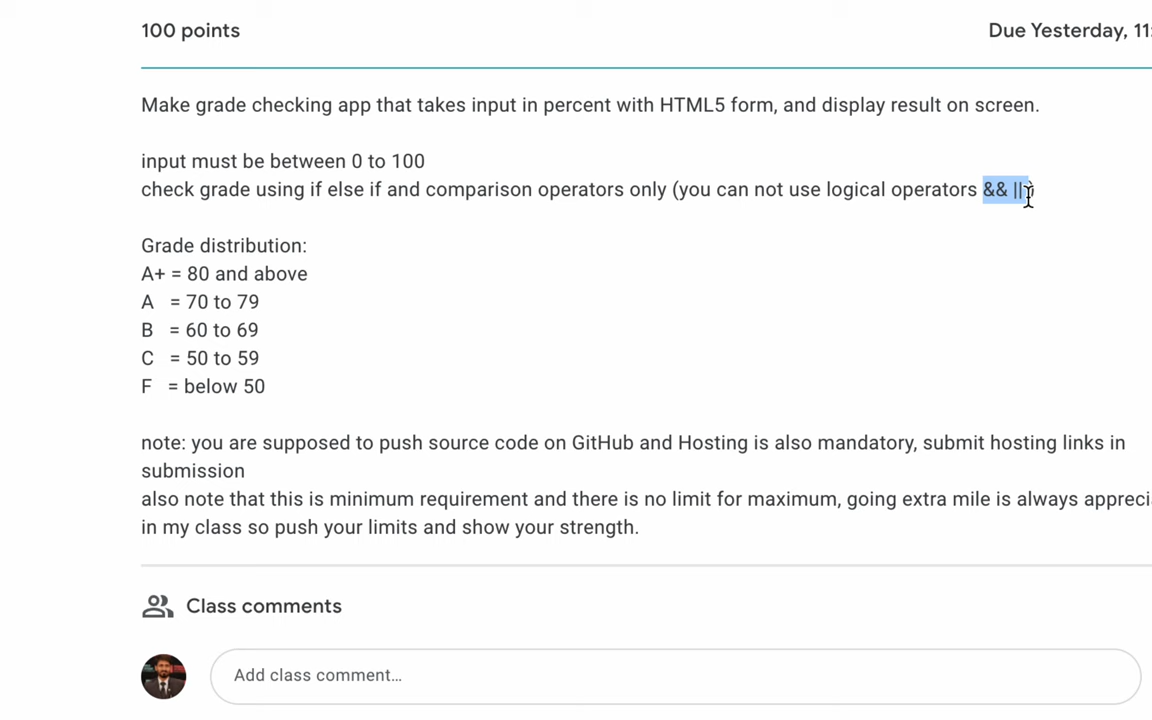 100 points
Due Yesterday, 11:
Make grade checking app that takes input in percent with HTML5 form, and display result on screen.
input must be between 0 to 100
check grade using if else if and comparison operators only (you can not use logical operators && ||)
Grade distribution:
A+ = 80 and above
A = 70 to 79
B = 60 to 69
C = 50 to 59
F = below 50
note: you are supposed to push source code on GitHub and Hosting is also mandatory, submit hosting links in
submission
also note that this is minimum requirement and there is no limit for maximum, going extra mile is always appreci
in my class so push your limits and show your strength.
Class comments
Add class comment...